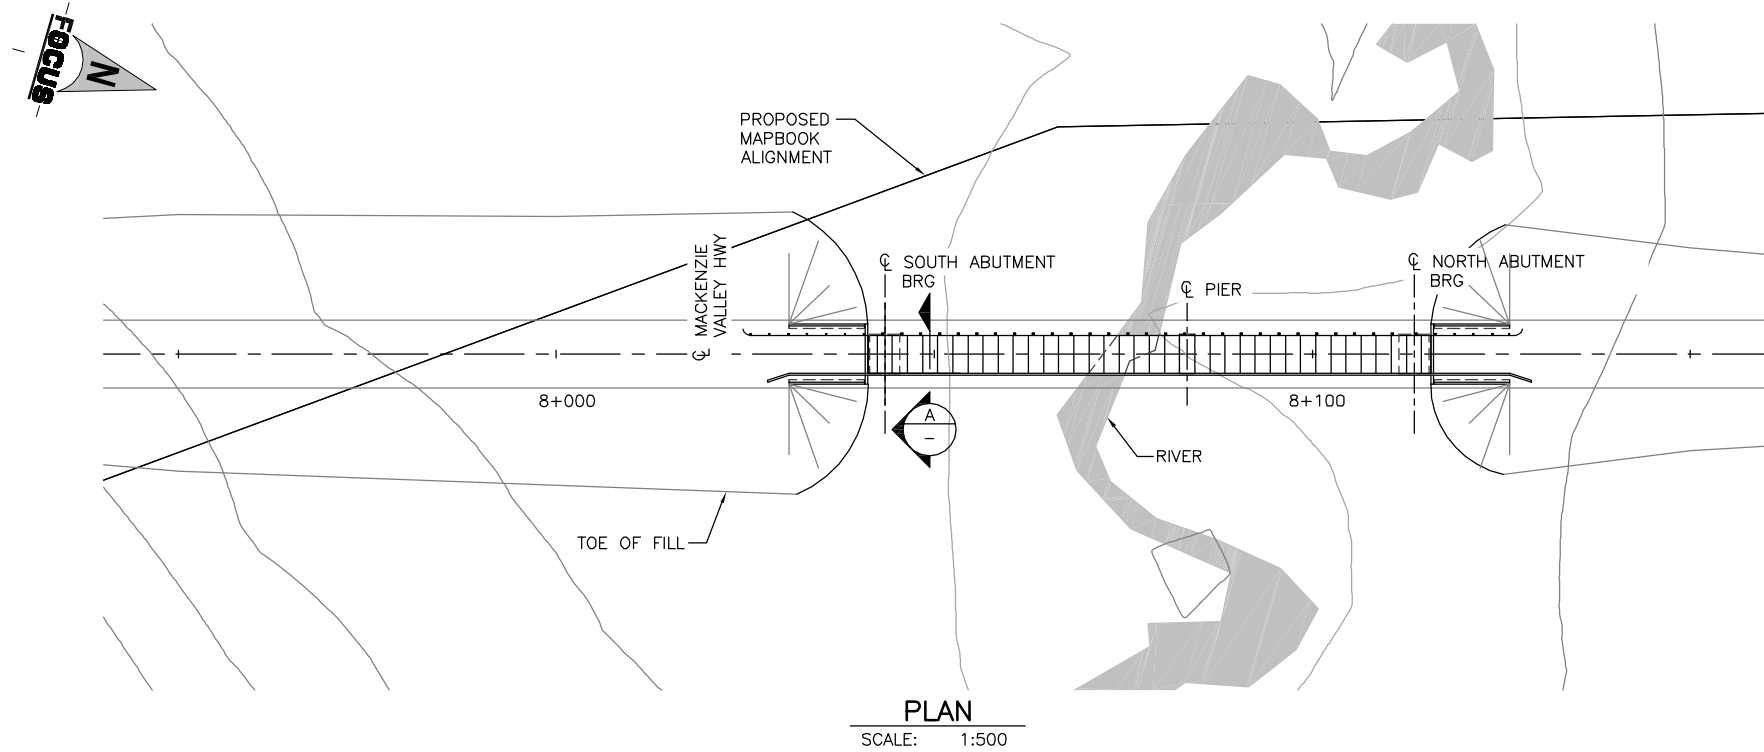 FOCUS
N
PROPOSED
MAPBOOK
ALIGNMENT
℄ MACKENZIE
VALLEY HWY
℄ SOUTH ABUTMENT
BRG
℄ PIER
℄ NORTH ABUTMENT
BRG
8+000
8+100
A
–
RIVER
TOE OF FILL
PLAN
SCALE: 1:500